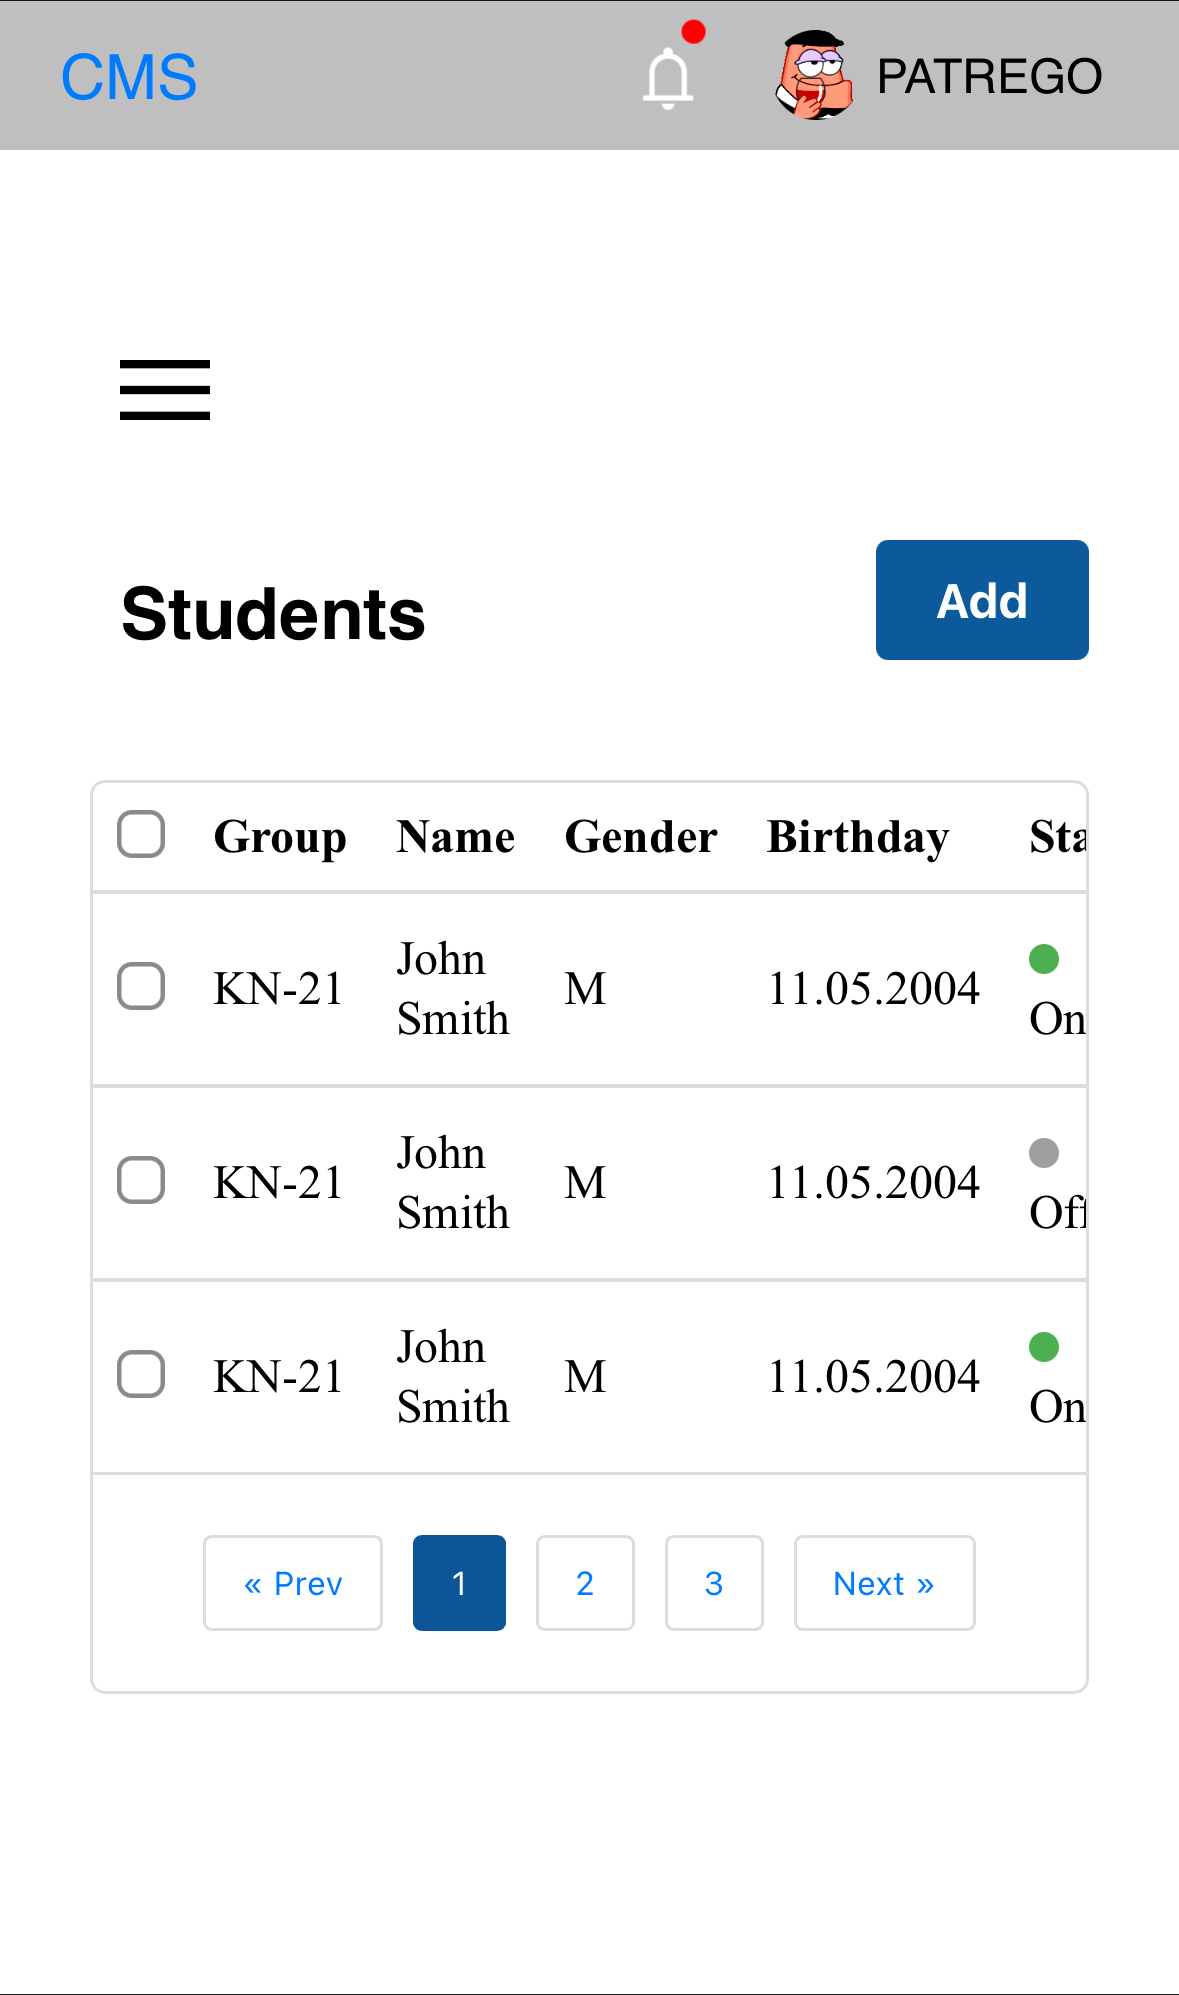 CMS PATREGO
Students
Add
Group Name Gender Birthday Sta
KN-21 John Smith M 11.05.2004 On
KN-21 John Smith M 11.05.2004 Off
KN-21 John Smith M 11.05.2004 On
« Prev 1 2 3 Next »